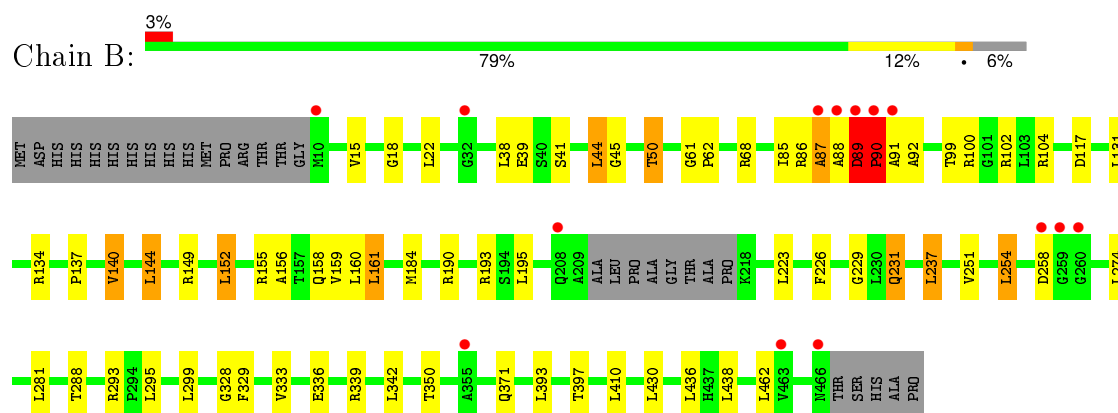 3%
Chain B:
79% 12% • 6%
MET ASP HIS HIS HIS HIS HIS HIS HIS HIS HIS HIS MET PRO ARG THR THR GLY M10 V15 G18 L22 G32 L38 E39 S40 S41 L44 G45 T50 G61 P62 R68 I85 R86 A87 A88 D89 P90 A91 A92 T99 R100 G101 R102 L103 R104 D117 L131
R134 P137 V140 L144 R149 L152 R155 A156 T157 Q158 V159 L160 L161 M184 R190 R193 S194 L195 Q208 A209 ALA LEU PRO ALA GLY THR ALA PRO K218 L223 F226 G229 L230 Q231 L237 V251 L254 D258 G259 G260 L274
L281 T288 R293 P294 L295 L299 G328 F329 V333 E336 R339 L342 T350 A355 Q371 L393 T397 L410 L430 L436 H437 L438 L462 V463 N466 THR SER HIS ALA PRO